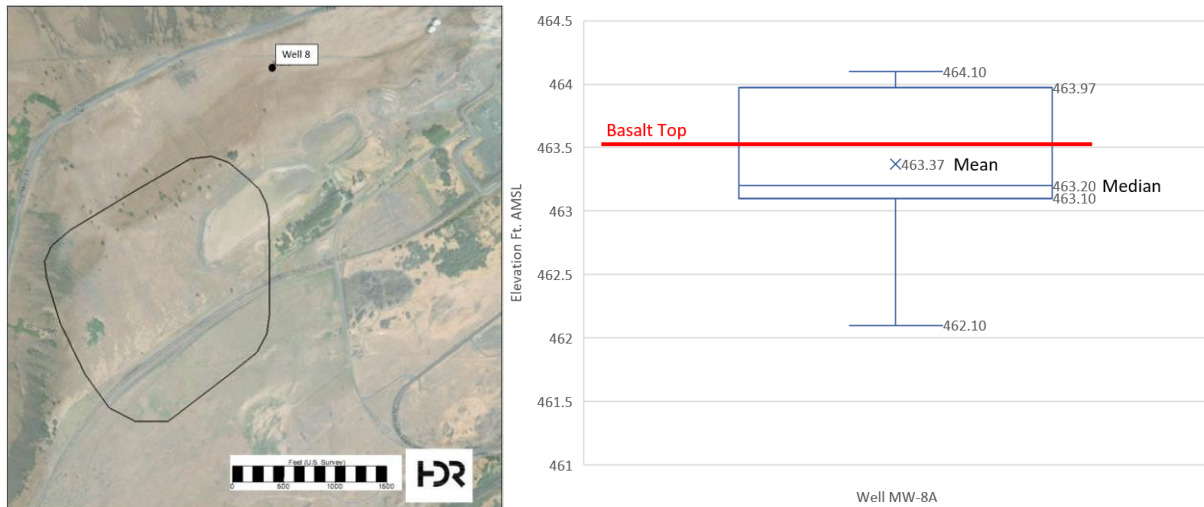 Well 8
Feet (U.S. Survey)
0 500 1000 1500
HDR
Elevation Ft. AMSL
464.5
464
463.5
463
462.5
462
461.5
461
464.10
463.97
Basalt Top
463.37 Mean
463.20 Median
463.10
462.10
Well MW-8A